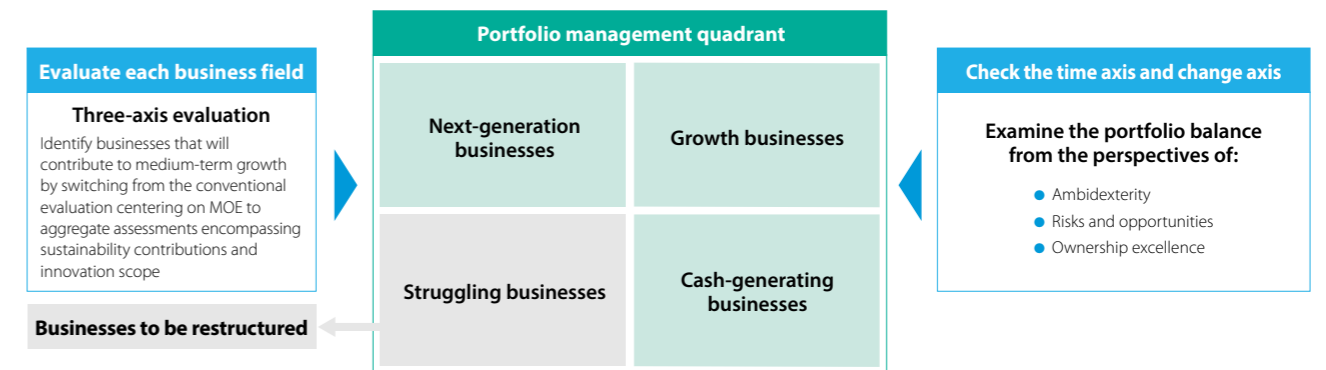 Portfolio management quadrant
Evaluate each business field
Three-axis evaluation
Identify businesses that will
contribute to medium-term growth
by switching from the conventional
evaluation centering on MOE to
aggregate assessments encompassing
sustainability contributions and
innovation scope
Businesses to be restructured
Next-generation
businesses
Growth businesses
Struggling businesses
Cash-generating
businesses
Check the time axis and change axis
Examine the portfolio balance
from the perspectives of:
● Ambidexterity
● Risks and opportunities
● Ownership excellence